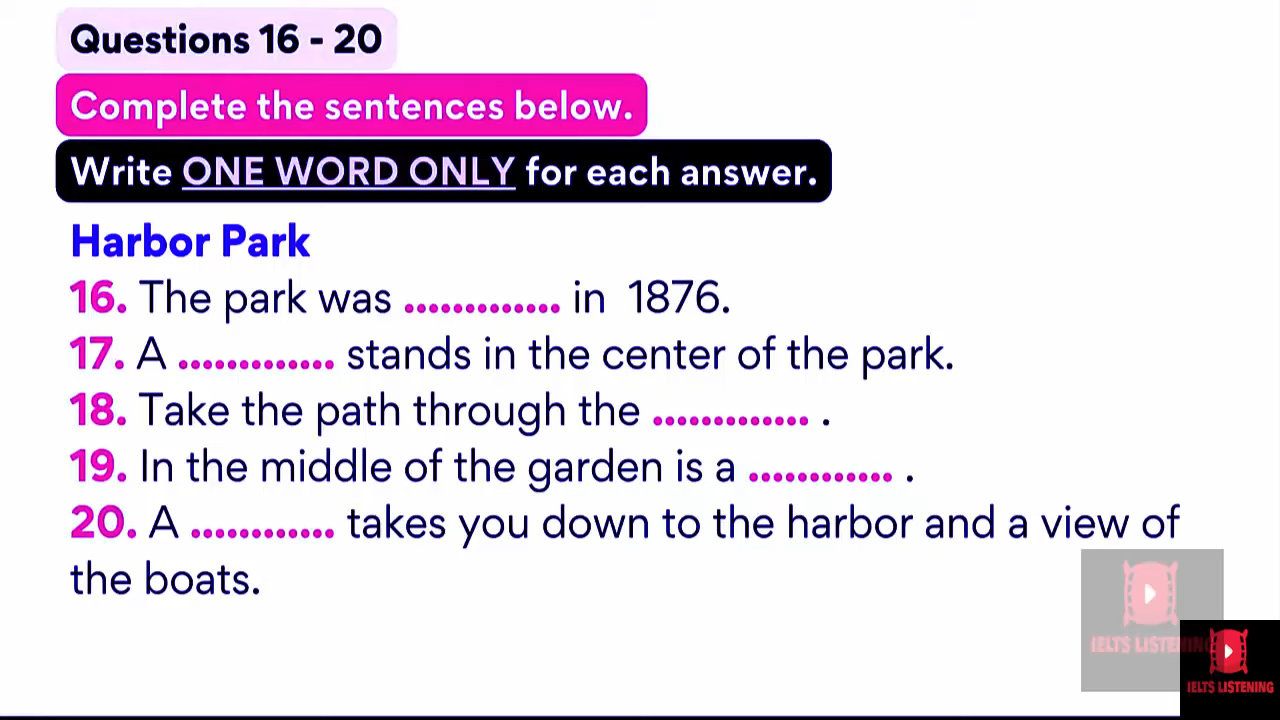 Questions 16 - 20
Complete the sentences below.
Write ONE WORD ONLY for each answer.
Harbor Park
16. The park was ............. in 1876.
17. A ............. stands in the center of the park.
18. Take the path through the ............. .
19. In the middle of the garden is a ............ .
20. A ............ takes you down to the harbor and a view of
the boats.
IELTS LISTENING
IELTS LISTENING